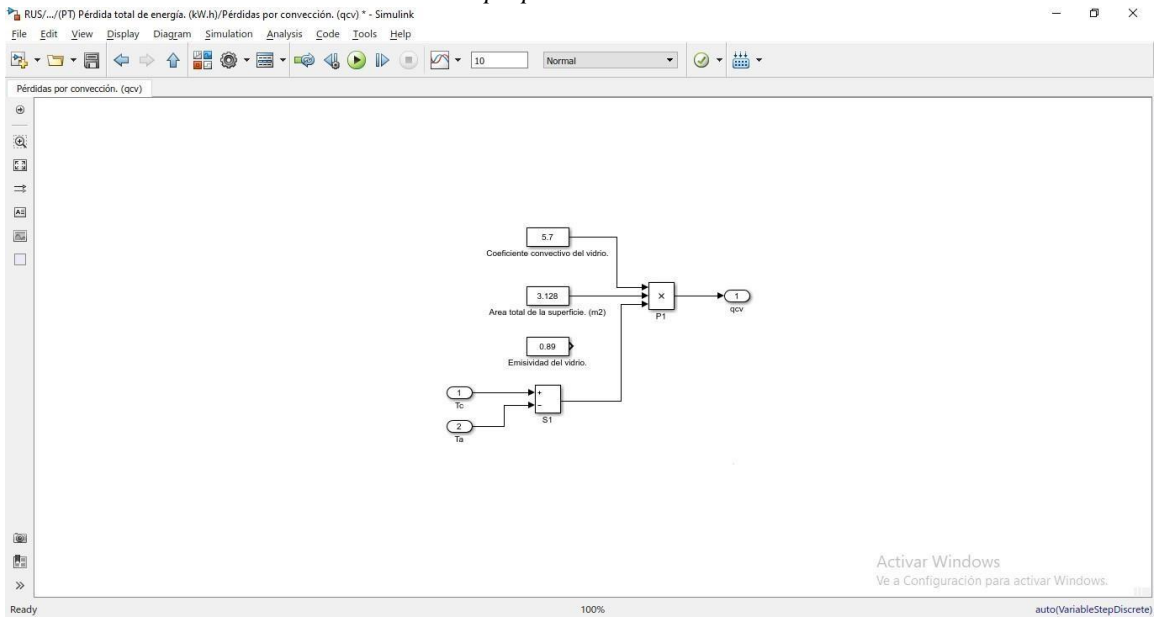 RUS/.../(PT) Pérdida total de energía. (kW.h)/Pérdidas por convección. (qcv) * - Simulink
File Edit View Display Diagram Simulation Analysis Code Tools Help
10 Normal
Pérdidas por convección. (qcv)
5.7
Coeficiente convectivo del vidrio.
3.128
Area total de la superficie. (m2)
×
P1
1
qcv
0.89
Emisividad del vidrio.
1
Tc
+
−
S1
2
Ta
Activar Windows
Ve a Configuración para activar Windows.
Ready 100% auto(VariableStepDiscrete)